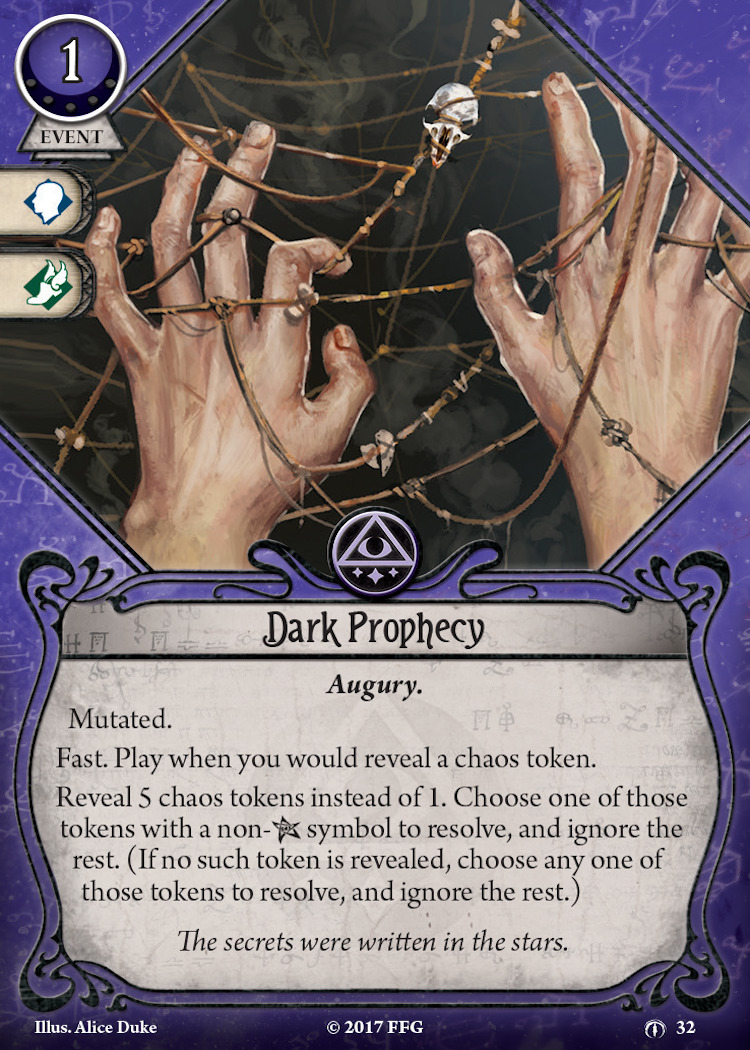 1
EVENT
Dark Prophecy
Augury.
Mutated.
Fast. Play when you would reveal a chaos token.
Reveal 5 chaos tokens instead of 1. Choose one of those
tokens with a non- symbol to resolve, and ignore the
rest. (If no such token is revealed, choose any one of
those tokens to resolve, and ignore the rest.)
The secrets were written in the stars.
Illus. Alice Duke
© 2017 FFG
32